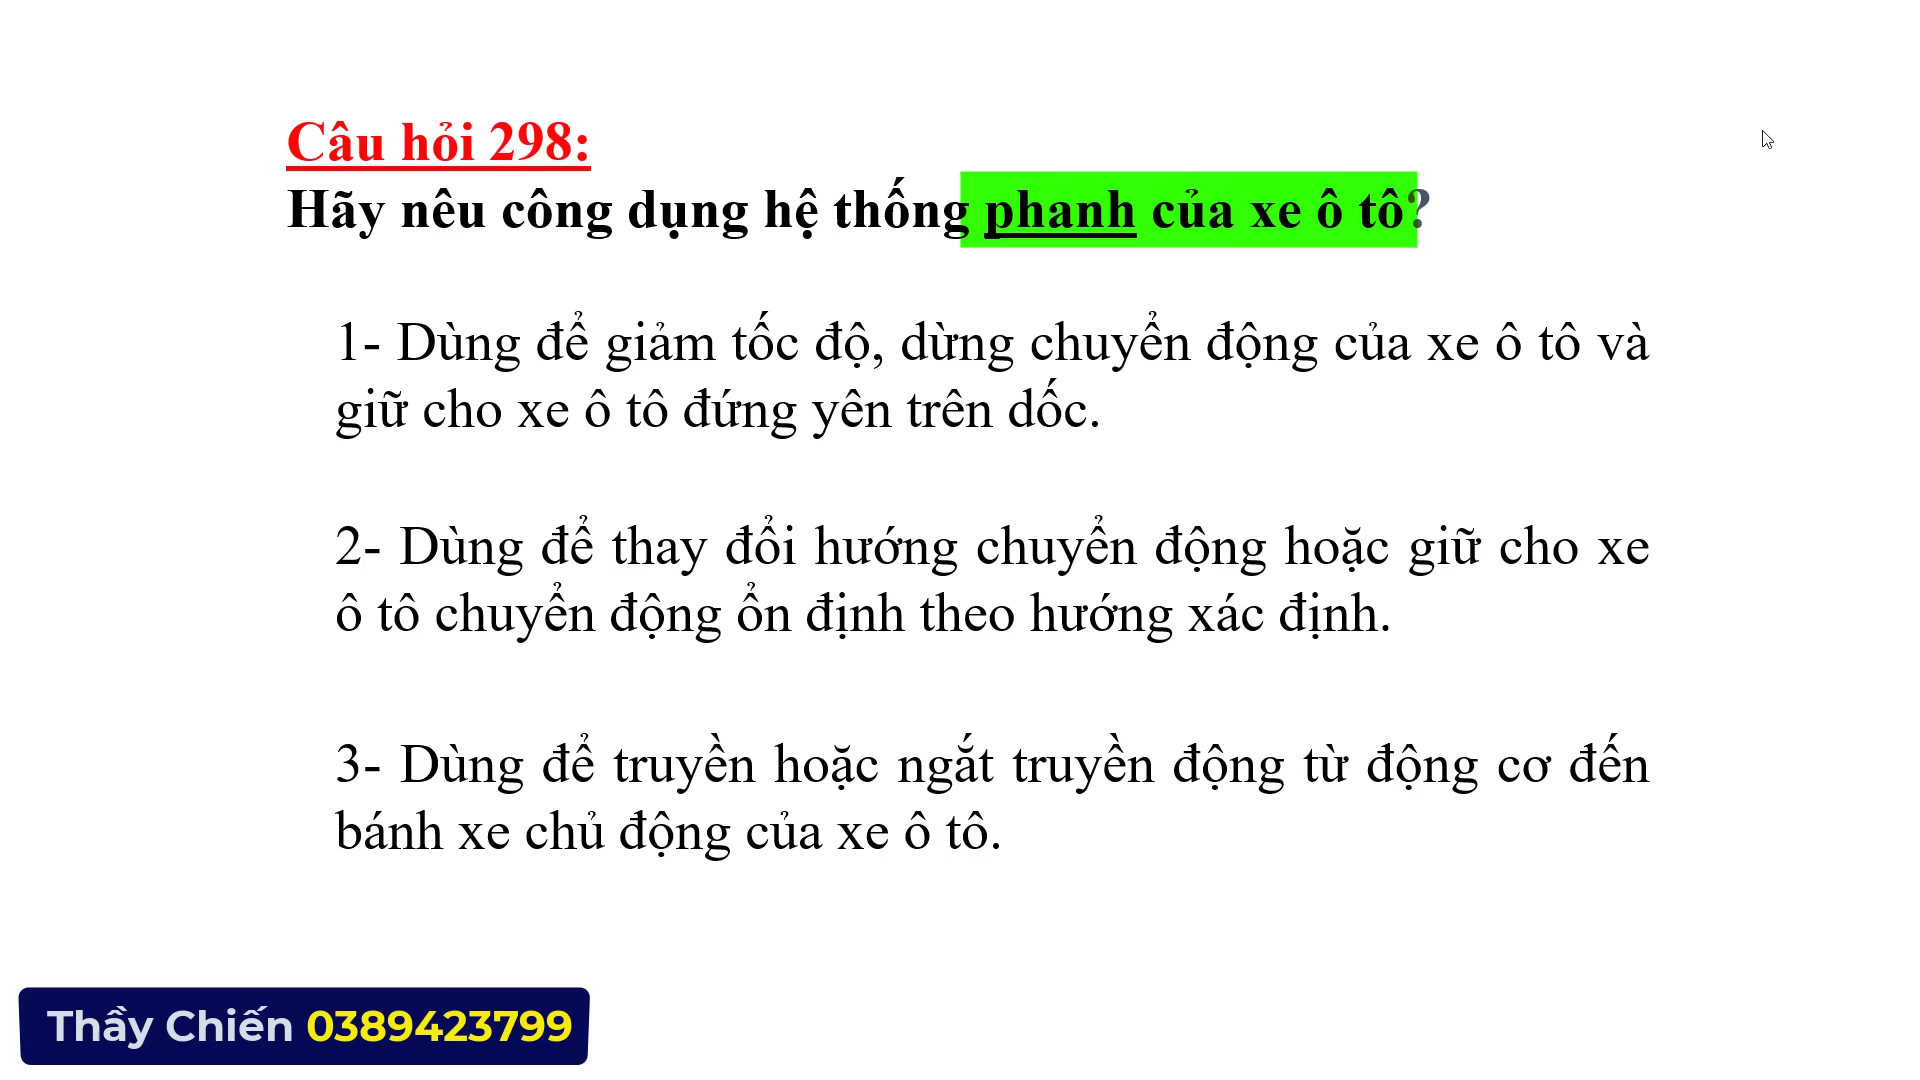 Câu hỏi 298:
Hãy nêu công dụng hệ thống phanh của xe ô tô?
1- Dùng để giảm tốc độ, dừng chuyển động của xe ô tô và
giữ cho xe ô tô đứng yên trên dốc.
2- Dùng để thay đổi hướng chuyển động hoặc giữ cho xe
ô tô chuyển động ổn định theo hướng xác định.
3- Dùng để truyền hoặc ngắt truyền động từ động cơ đến
bánh xe chủ động của xe ô tô.
Thầy Chiến 0389423799